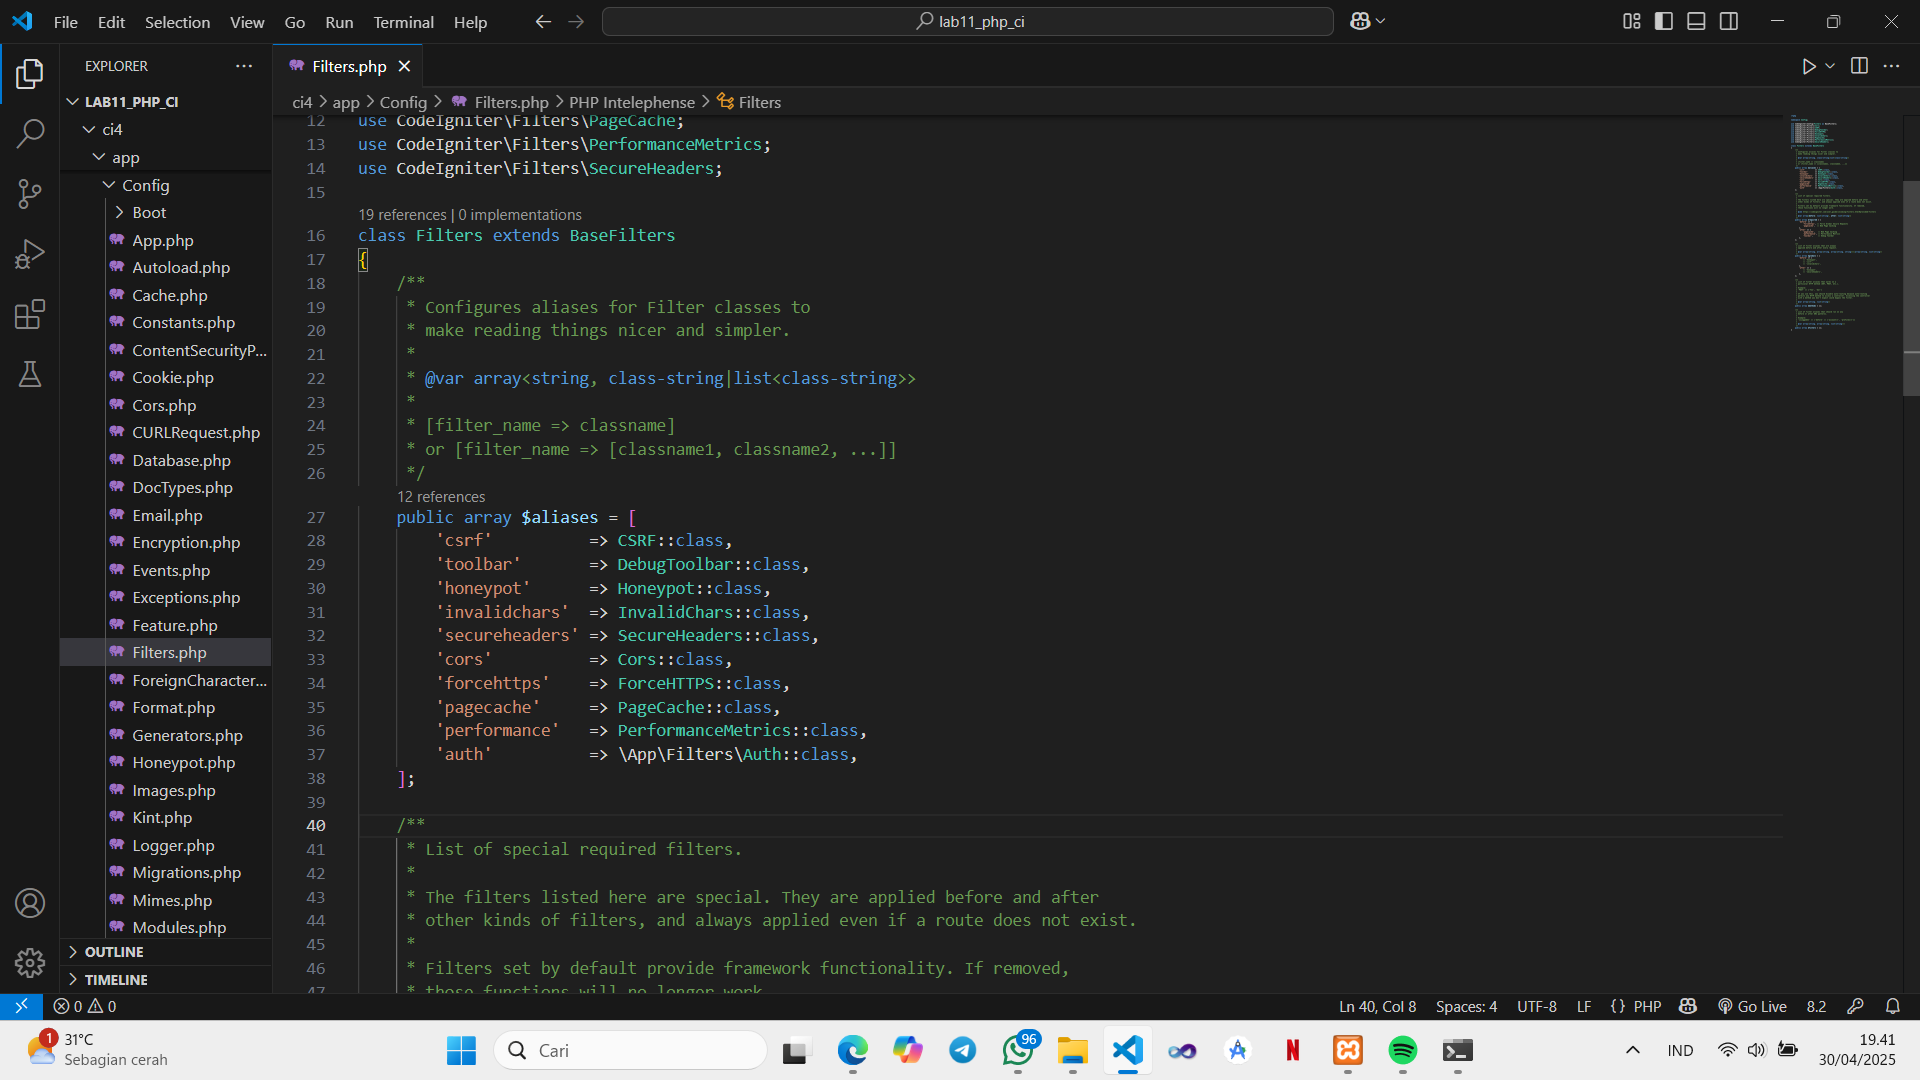 File Edit Selection View Go Run Terminal Help
lab11_php_ci
EXPLORER
LAB11_PHP_CI
ci4
app
Config
Boot
App.php
Autoload.php
Cache.php
Constants.php
ContentSecurityP...
Cookie.php
Cors.php
CURLRequest.php
Database.php
DocTypes.php
Email.php
Encryption.php
Events.php
Exceptions.php
Feature.php
Filters.php
ForeignCharacter...
Format.php
Generators.php
Honeypot.php
Images.php
Kint.php
Logger.php
Migrations.php
Mimes.php
Modules.php
OUTLINE
TIMELINE
Filters.php
ci4 > app > Config > Filters.php > PHP Intelephense > Filters
12 use CodeIgniter\Filters\PageCache;
13 use CodeIgniter\Filters\PerformanceMetrics;
14 use CodeIgniter\Filters\SecureHeaders;
15
19 references | 0 implementations
16 class Filters extends BaseFilters
17 {
18 /**
19 * Configures aliases for Filter classes to
20 * make reading things nicer and simpler.
21 *
22 * @var array<string, class-string|list<class-string>>
23 *
24 * [filter_name => classname]
25 * or [filter_name => [classname1, classname2, ...]]
26 */
12 references
27 public array $aliases = [
28 'csrf' => CSRF::class,
29 'toolbar' => DebugToolbar::class,
30 'honeypot' => Honeypot::class,
31 'invalidchars' => InvalidChars::class,
32 'secureheaders' => SecureHeaders::class,
33 'cors' => Cors::class,
34 'forcehttps' => ForceHTTPS::class,
35 'pagecache' => PageCache::class,
36 'performance' => PerformanceMetrics::class,
37 'auth' => \App\Filters\Auth::class,
38 ];
39
40 /**
41 * List of special required filters.
42 *
43 * The filters listed here are special. They are applied before and after
44 * other kinds of filters, and always applied even if a route does not exist.
45 *
46 * Filters set by default provide framework functionality. If removed,
47 * those functions will no longer work
0 0
Ln 40, Col 8 Spaces: 4 UTF-8 LF {} PHP Go Live 8.2
1
31°C
Sebagian cerah
Cari
96
IND
19.41
30/04/2025